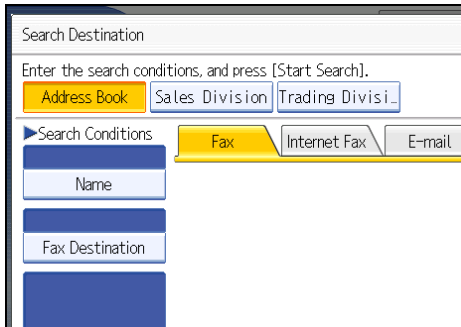 Search Destination
Enter the search conditions, and press [Start Search].
Address Book Sales Division Trading Divisi_
▶Search Conditions Fax Internet Fax E-mail
Name
Fax Destination